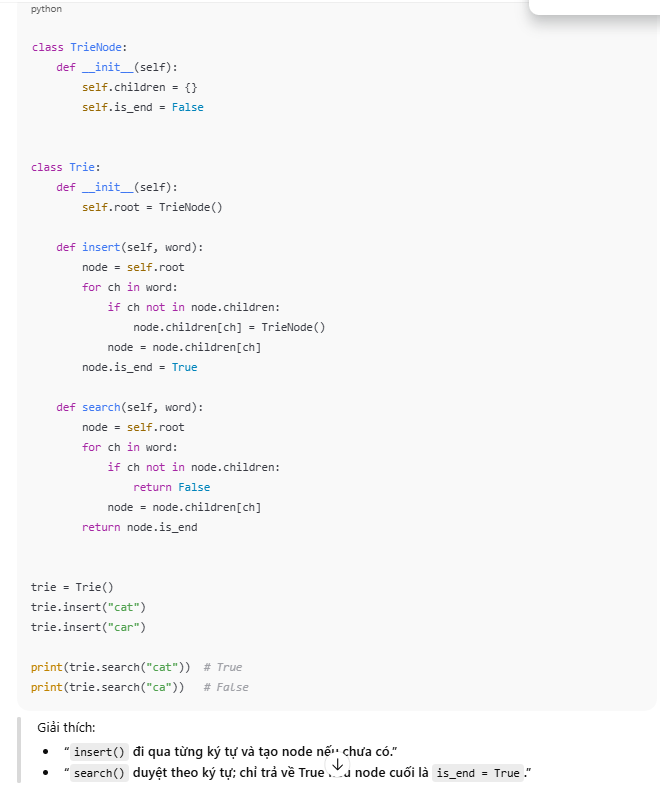 python
class TrieNode:
    def __init__(self):
        self.children = {}
        self.is_end = False
class Trie:
    def __init__(self):
        self.root = TrieNode()
    def insert(self, word):
        node = self.root
        for ch in word:
            if ch not in node.children:
                node.children[ch] = TrieNode()
            node = node.children[ch]
        node.is_end = True
    def search(self, word):
        node = self.root
        for ch in word:
            if ch not in node.children:
                return False
            node = node.children[ch]
        return node.is_end
trie = Trie()
trie.insert("cat")
trie.insert("car")
print(trie.search("cat"))  # True
print(trie.search("ca"))   # False
Giải thích:
• “insert() đi qua từng ký tự và tạo node nếu chưa có.”
• “search() duyệt theo ký tự; chỉ trả về True node cuối là is_end = True.”